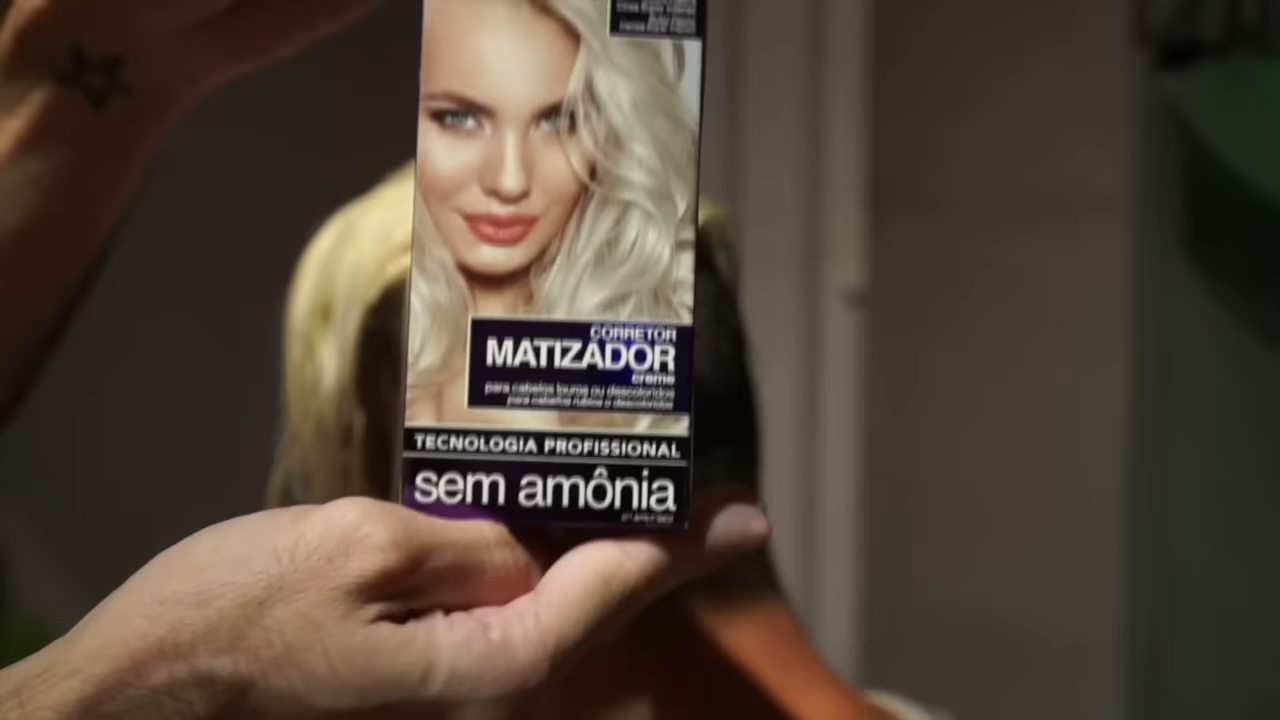 CORRETOR
MATIZADOR
creme
para cabelos louros ou descoloridos
para cabellos rubios o descoloridos
TECNOLOGIA PROFISSIONAL
sem amônia